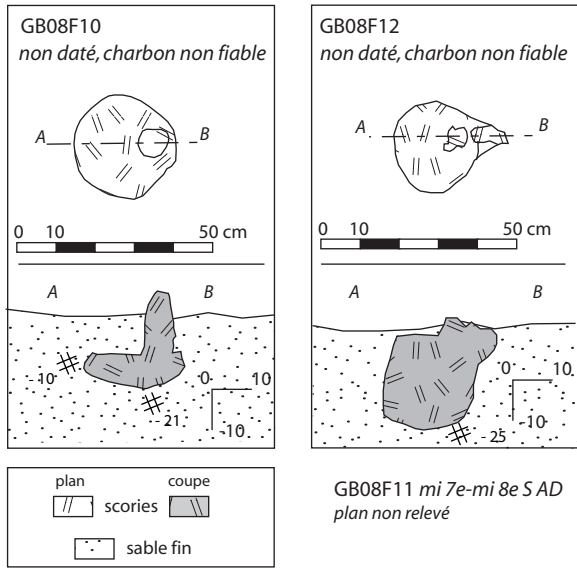 GB08F10
non daté, charbon non fiable
A
B
0 10 50 cm
A
B
-10
-21
0 10
-10
GB08F12
non daté, charbon non fiable
A
B
0 10 50 cm
A
B
-25
0 10
-10
plan coupe
scories
sable fin
GB08F11 mi 7e-mi 8e S AD
plan non relevé